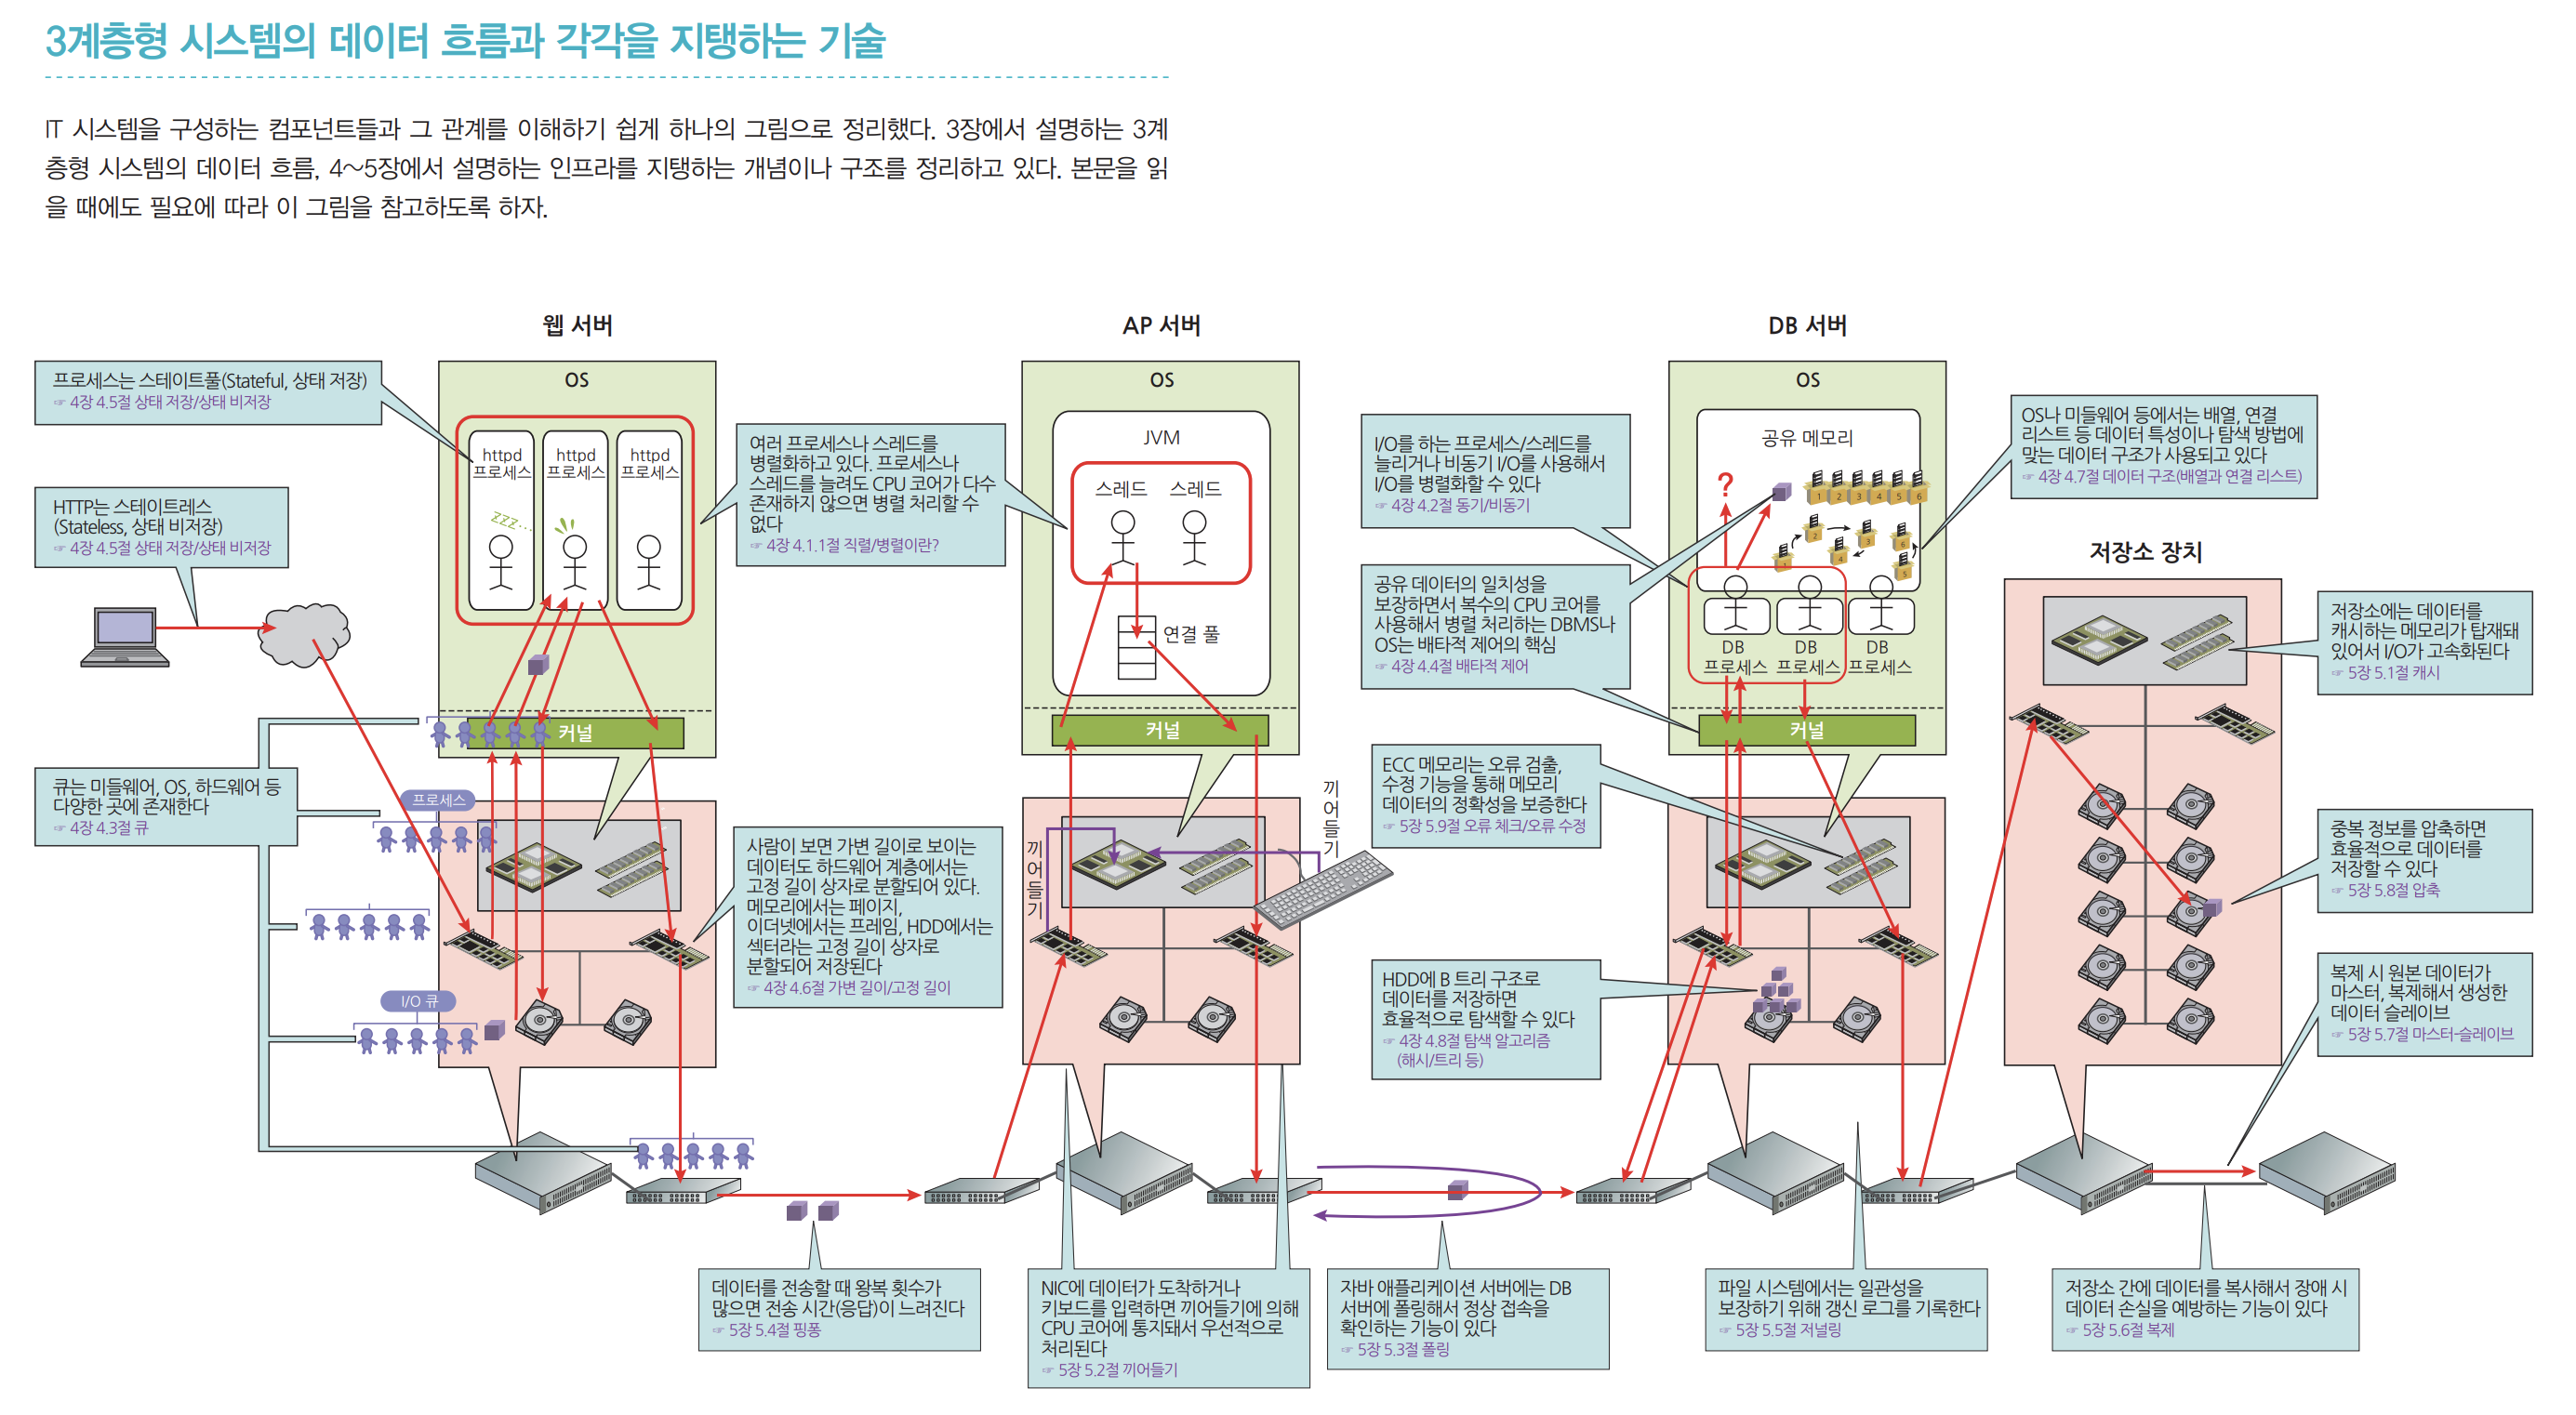 3계층형 시스템의 데이터 흐름과 각각을 지탱하는 기술
IT 시스템을 구성하는 컴포넌트들과 그 관계를 이해하기 쉽게 하나의 그림으로 정리했다. 3장에서 설명하는 3계
층형 시스템의 데이터 흐름, 4~5장에서 설명하는 인프라를 지탱하는 개념이나 구조를 정리하고 있다. 본문을 읽
을 때에도 필요에 따라 이 그림을 참고하도록 하자.
웹 서버
AP 서버
DB 서버
저장소 장치
프로세스는 스테이트풀(Stateful, 상태 저장)
☞ 4장 4.5절 상태 저장/상태 비저장
HTTP는 스테이트레스
(Stateless, 상태 비저장)
☞ 4장 4.5절 상태 저장/상태 비저장
큐는 미들웨어, OS, 하드웨어 등
다양한 곳에 존재한다
☞ 4장 4.3절 큐
OS
httpd
프로세스
httpd
프로세스
httpd
프로세스
zzz...
커널
프로세스
I/O 큐
여러 프로세스나 스레드를
병렬화하고 있다. 프로세스나
스레드를 늘려도 CPU 코어가 다수
존재하지 않으면 병렬 처리할 수
없다
☞ 4장 4.1.1절 직렬/병렬이란?
사람이 보면 가변 길이로 보이는
데이터도 하드웨어 계층에서는
고정 길이 상자로 분할되어 있다.
메모리에서는 페이지,
이더넷에서는 프레임, HDD에서는
섹터라는 고정 길이 상자로
분할되어 저장된다
☞ 4장 4.6절 가변 길이/고정 길이
OS
JVM
스레드
스레드
연결 풀
커널
끼어들기
끼어들기
I/O를 하는 프로세스/스레드를
늘리거나 비동기 I/O를 사용해서
I/O를 병렬화할 수 있다
☞ 4장 4.2절 동기/비동기
공유 데이터의 일치성을
보장하면서 복수의 CPU 코어를
사용해서 병렬 처리하는 DBMS나
OS는 배타적 제어의 핵심
☞ 4장 4.4절 배타적 제어
ECC 메모리는 오류 검출,
수정 기능을 통해 메모리
데이터의 정확성을 보증한다
☞ 5장 5.9절 오류 체크/오류 수정
HDD에 B 트리 구조로
데이터를 저장하면
효율적으로 탐색할 수 있다
☞ 4장 4.8절 탐색 알고리즘
(해시/트리 등)
OS
공유 메모리
?
1 2 3 4 5 6
2
3
6
4
1
5
DB
프로세스
DB
프로세스
DB
프로세스
커널
OS나 미들웨어 등에서는 배열, 연결
리스트 등 데이터 특성이나 탐색 방법에
맞는 데이터 구조가 사용되고 있다
☞ 4장 4.7절 데이터 구조(배열과 연결 리스트)
저장소에는 데이터를
캐시하는 메모리가 탑재돼
있어서 I/O가 고속화된다
☞ 5장 5.1절 캐시
중복 정보를 압축하면
효율적으로 데이터를
저장할 수 있다
☞ 5장 5.8절 압축
복제 시 원본 데이터가
마스터, 복제해서 생성한
데이터 슬레이브
☞ 5장 5.7절 마스터-슬레이브
데이터를 전송할 때 왕복 횟수가
많으면 전송 시간(응답)이 느려진다
☞ 5장 5.4절 핑퐁
NIC에 데이터가 도착하거나
키보드를 입력하면 끼어들기에 의해
CPU 코어에 통지돼서 우선적으로
처리된다
☞ 5장 5.2절 끼어들기
자바 애플리케이션 서버에는 DB
서버에 폴링해서 정상 접속을
확인하는 기능이 있다
☞ 5장 5.3절 폴링
파일 시스템에서는 일관성을
보장하기 위해 갱신 로그를 기록한다
☞ 5장 5.5절 저널링
저장소 간에 데이터를 복사해서 장애 시
데이터 손실을 예방하는 기능이 있다
☞ 5장 5.6절 복제